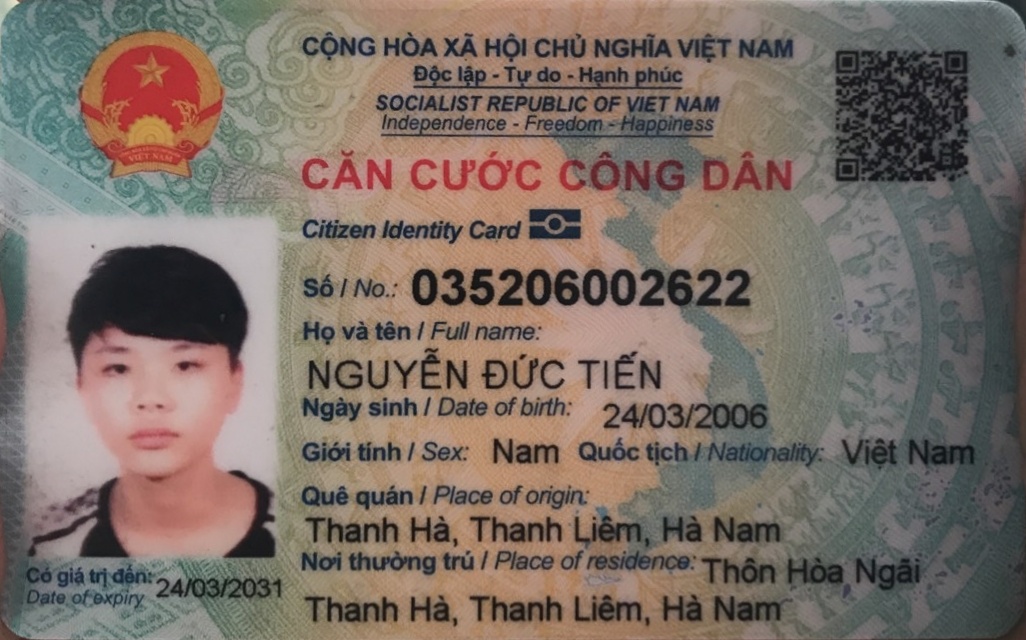 CỘNG HÒA XÃ HỘI CHỦ NGHĨA VIỆT NAM
Độc lập - Tự do - Hạnh phúc
SOCIALIST REPUBLIC OF VIET NAM
Independence - Freedom - Happiness
VIỆT NAM
CĂN CƯỚC CÔNG DÂN
Citizen Identity Card
Số / No.: 035206002622
Họ và tên / Full name:
NGUYỄN ĐỨC TIẾN
Ngày sinh / Date of birth: 24/03/2006
Giới tính / Sex: Nam Quốc tịch / Nationality: Việt Nam
Quê quán / Place of origin:
Thanh Hà, Thanh Liêm, Hà Nam
Nơi thường trú / Place of residence: Thôn Hòa Ngãi
Thanh Hà, Thanh Liêm, Hà Nam
Có giá trị đến: 24/03/2031
Date of expiry